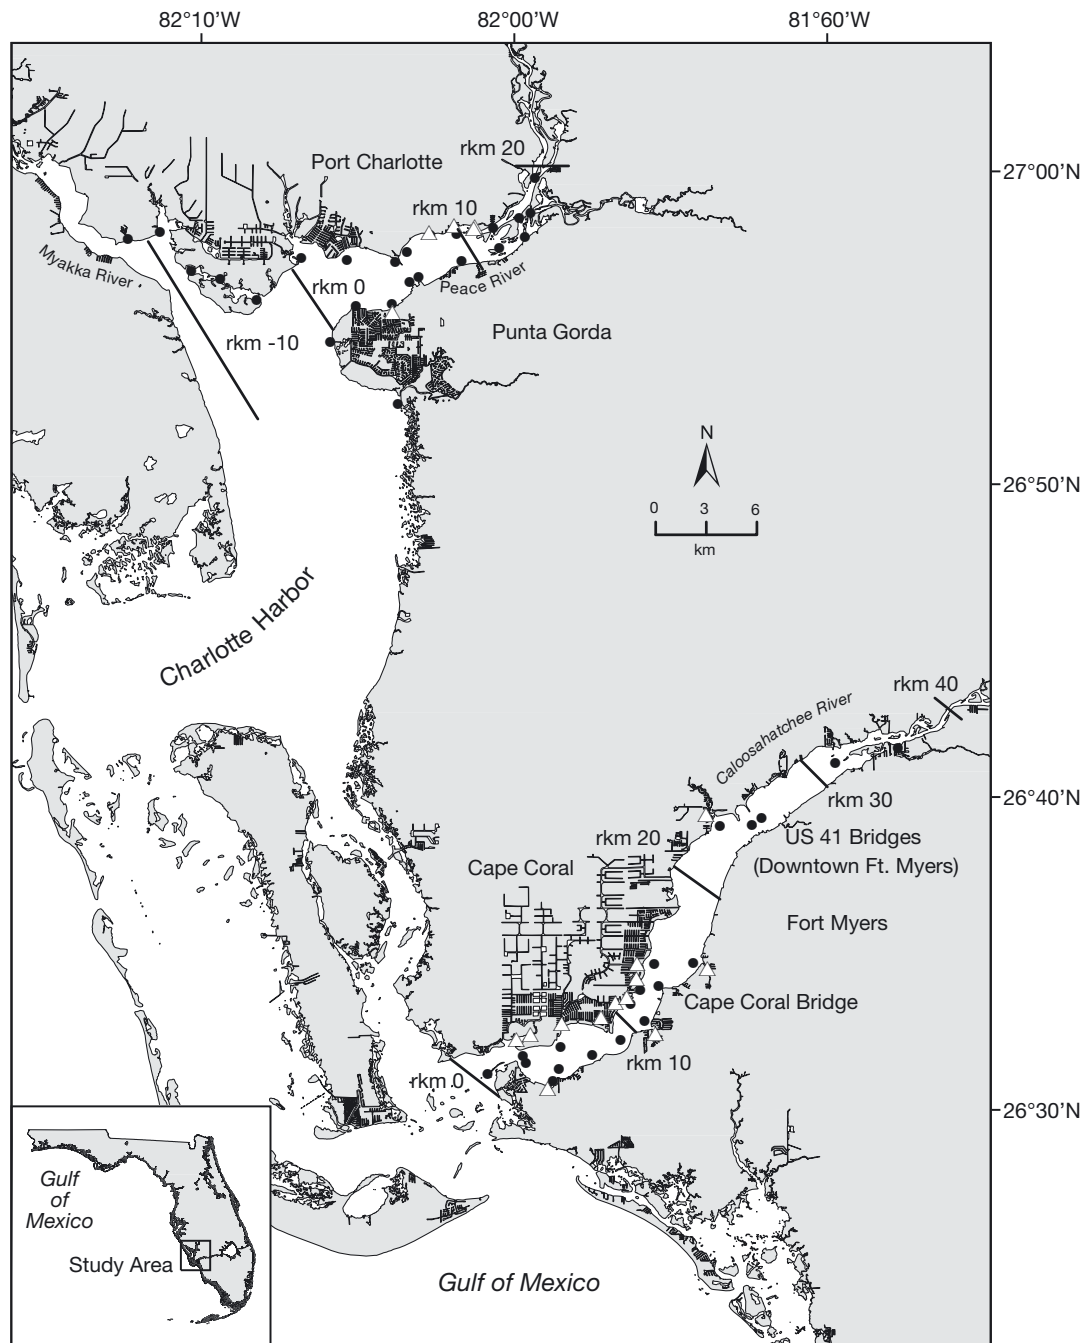 82°10'W
82°00'W
81°60'W
Port Charlotte
rkm 20
27°00'N
rkm 10
Myakka River
Peace River
rkm 0
Punta Gorda
rkm -10
N
26°50'N
0 3 6
km
Charlotte Harbor
rkm 40
Caloosahatchee River
26°40'N
rkm 30
rkm 20
US 41 Bridges
(Downtown Ft. Myers)
Cape Coral
Fort Myers
Cape Coral Bridge
rkm 10
rkm 0
26°30'N
Gulf
of
Mexico
Study Area
Gulf of Mexico